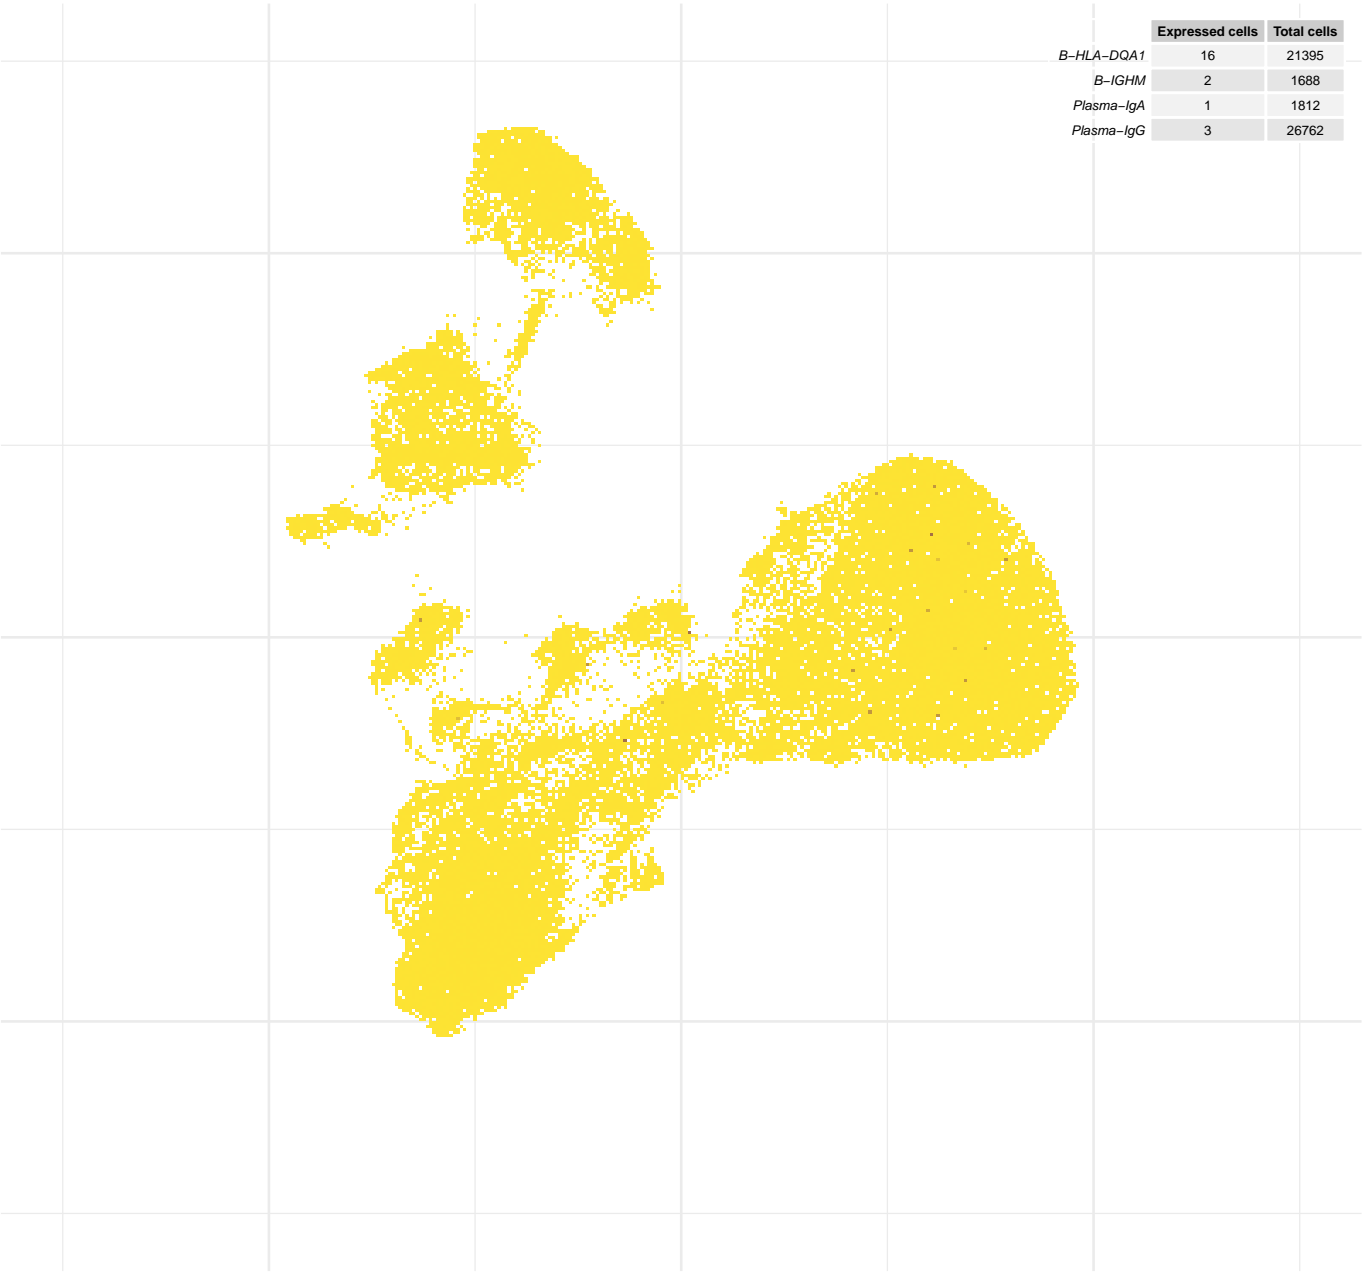 Expressed cells Total cells
B−HLA−DQA1 16 21395
B−IGHM 2 1688
Plasma−IgA 1 1812
Plasma−IgG 3 26762